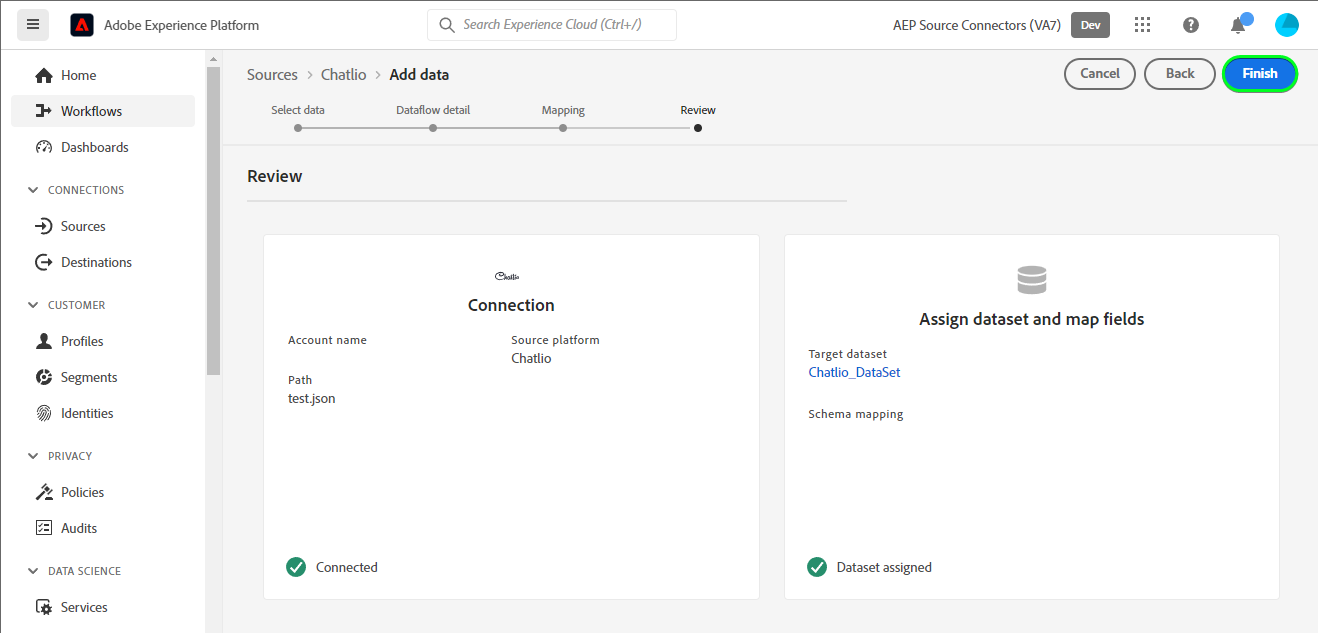 Adobe Experience Platform
Search Experience Cloud (Ctrl+/)
AEP Source Connectors (VA7)
Dev
Home
Workflows
Dashboards
CONNECTIONS
Sources
Destinations
CUSTOMER
Profiles
Segments
Identities
PRIVACY
Policies
Audits
DATA SCIENCE
Services
Sources > Chatlio > Add data
Cancel
Back
Finish
Select data
Dataflow detail
Mapping
Review
Review
Chatlio
Connection
Account name
Source platform
Chatlio
Path
test.json
Connected
Assign dataset and map fields
Target dataset
Chatlio_DataSet
Schema mapping
Dataset assigned